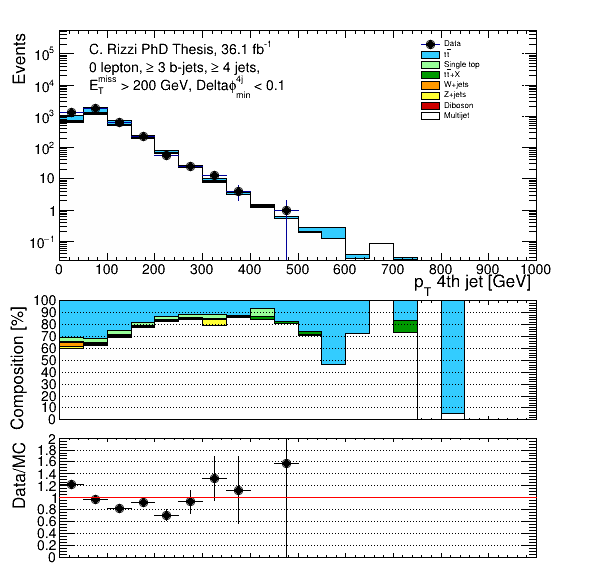 Events
C. Rizzi PhD Thesis, 36.1 fb⁻¹
0 lepton, ≥ 3 b-jets, ≥ 4 jets,
E_T^miss > 200 GeV, Deltaϕ_min^4j < 0.1
Data
tt̄
Single top
tt̄+X
W+jets
Z+jets
Diboson
Multijet
10⁵
10⁴
10³
10²
10
1
10⁻¹
0 100 200 300 400 500 600 700 800 900 1000
p_T 4th jet [GeV]
Composition [%]
100
90
80
70
60
50
40
30
20
10
0
Data/MC
2
1.8
1.6
1.4
1.2
1
0.8
0.6
0.4
0.2
0